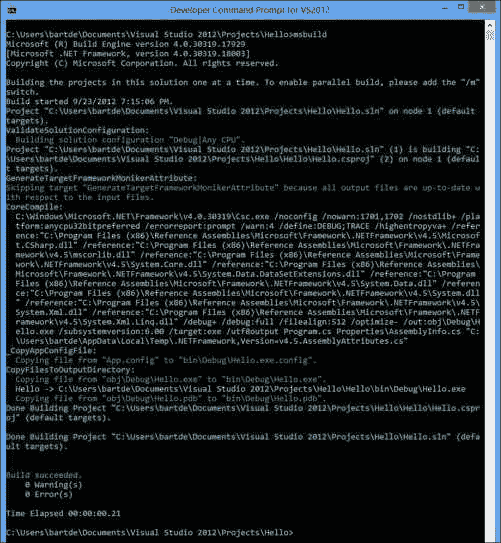 Developer Command Prompt for VS2012
C:\Users\bartde\Documents\Visual Studio 2012\Projects\Hello>msbuild
Microsoft (R) Build Engine version 4.0.30319.17929
[Microsoft .NET Framework, version 4.0.30319.18003]
Copyright (C) Microsoft Corporation. All rights reserved.
Building the projects in this solution one at a time. To enable parallel build, please add the "/m"
switch.
Build started 9/23/2012 7:15:06 PM.
Project "C:\Users\bartde\Documents\Visual Studio 2012\Projects\Hello\Hello.sln" on node 1 (default
targets).
ValidateSolutionConfiguration:
Building solution configuration "Debug|Any CPU".
Project "C:\Users\bartde\Documents\Visual Studio 2012\Projects\Hello\Hello.sln" (1) is building "C:
\Users\bartde\Documents\Visual Studio 2012\Projects\Hello\Hello\Hello.csproj" (2) on node 1 (defaul
t targets).
GenerateTargetFrameworkMonikerAttribute:
Skipping target "GenerateTargetFrameworkMonikerAttribute" because all output files are up-to-date w
ith respect to the input files.
CoreCompile:
C:\Windows\Microsoft.NET\Framework\v4.0.30319\Csc.exe /noconfig /nowarn:1701,1702 /nostdlib+ /pla
tform:anycpu32bitpreferred /errorreport:prompt /warn:4 /define:DEBUG;TRACE /highentropyva+ /refer
ence:"C:\Program Files (x86)\Reference Assemblies\Microsoft\Framework\.NETFramework\v4.5\Microsof
t.CSharp.dll" /reference:"C:\Program Files (x86)\Reference Assemblies\Microsoft\Framework\.NETFra
mework\v4.5\mscorlib.dll" /reference:"C:\Program Files (x86)\Reference Assemblies\Microsoft\Frame
work\.NETFramework\v4.5\System.Core.dll" /reference:"C:\Program Files (x86)\Reference Assemblies\
Microsoft\Framework\.NETFramework\v4.5\System.Data.DataSetExtensions.dll" /reference:"C:\Program
Files (x86)\Reference Assemblies\Microsoft\Framework\.NETFramework\v4.5\System.Data.dll" /referen
ce:"C:\Program Files (x86)\Reference Assemblies\Microsoft\Framework\.NETFramework\v4.5\System.dll
" /reference:"C:\Program Files (x86)\Reference Assemblies\Microsoft\Framework\.NETFramework\v4.5\
System.Xml.dll" /reference:"C:\Program Files (x86)\Reference Assemblies\Microsoft\Framework\.NETF
ramework\v4.5\System.Xml.Linq.dll" /debug+ /debug:full /filealign:512 /optimize- /out:obj\Debug\H
ello.exe /subsystemversion:6.00 /target:exe /utf8output Program.cs Properties\AssemblyInfo.cs "C:
\Users\bartde\AppData\Local\Temp\.NETFramework,Version=v4.5.AssemblyAttributes.cs"
_CopyAppConfigFile:
Copying file from "App.config" to "bin\Debug\Hello.exe.config".
CopyFilesToOutputDirectory:
Copying file from "obj\Debug\Hello.exe" to "bin\Debug\Hello.exe".
Hello -> C:\Users\bartde\Documents\Visual Studio 2012\Projects\Hello\Hello\bin\Debug\Hello.exe
Copying file from "obj\Debug\Hello.pdb" to "bin\Debug\Hello.pdb".
Done Building Project "C:\Users\bartde\Documents\Visual Studio 2012\Projects\Hello\Hello\Hello.cspr
oj" (default targets).
Done Building Project "C:\Users\bartde\Documents\Visual Studio 2012\Projects\Hello\Hello.sln" (defa
ult targets).
Build succeeded.
0 Warning(s)
0 Error(s)
Time Elapsed 00:00:00.21
C:\Users\bartde\Documents\Visual Studio 2012\Projects\Hello>